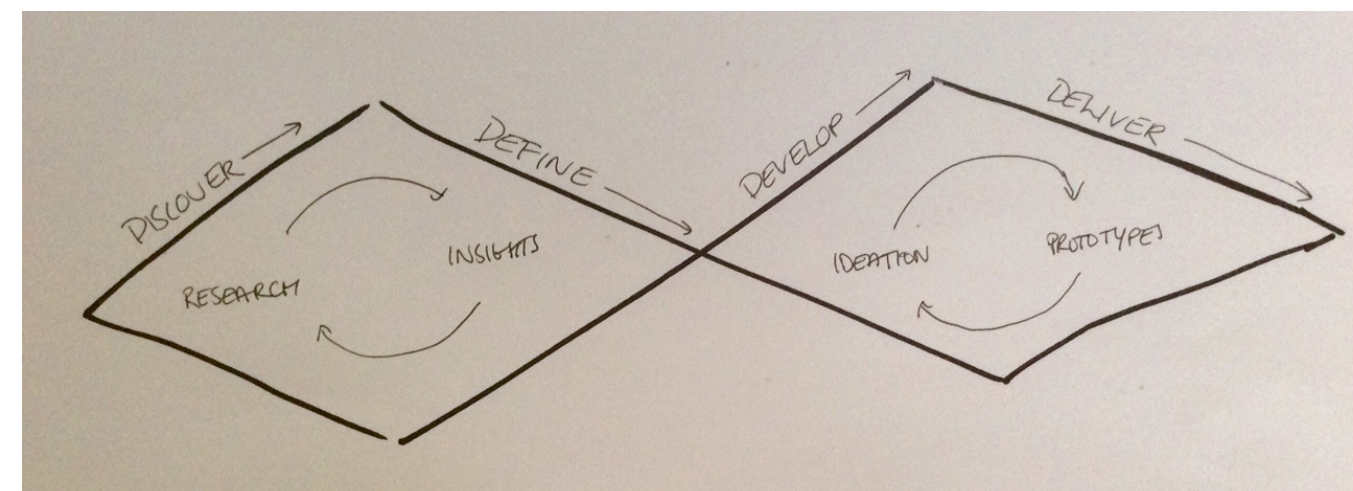 DISCOVER
DEFINE
DEVELOP
DELIVER
RESEARCH
INSIGHTS
IDEATION
PROTOTYPES